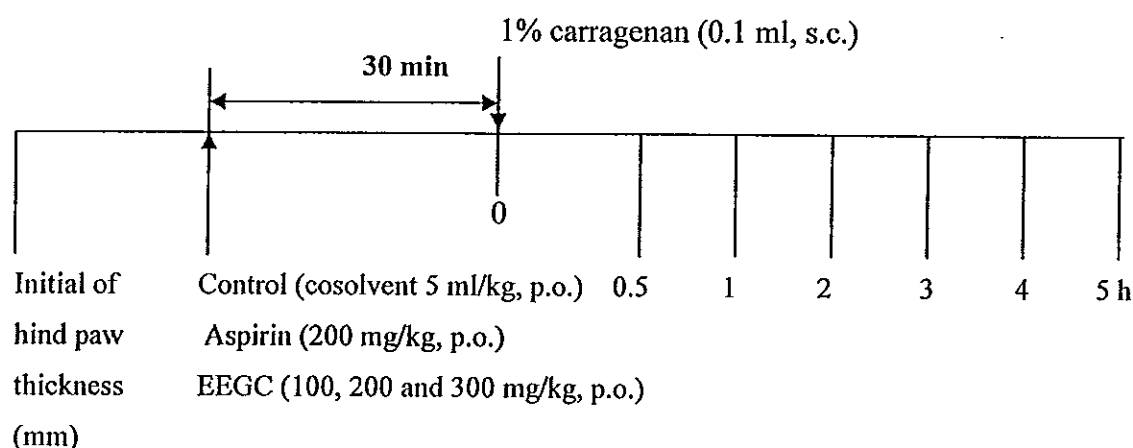 1% carragenan (0.1 ml, s.c.)
30 min
0
Initial of
hind paw
thickness
(mm)
Control (cosolvent 5 ml/kg, p.o.)
Aspirin (200 mg/kg, p.o.)
EEGC (100, 200 and 300 mg/kg, p.o.)
0.5 1 2 3 4 5 h